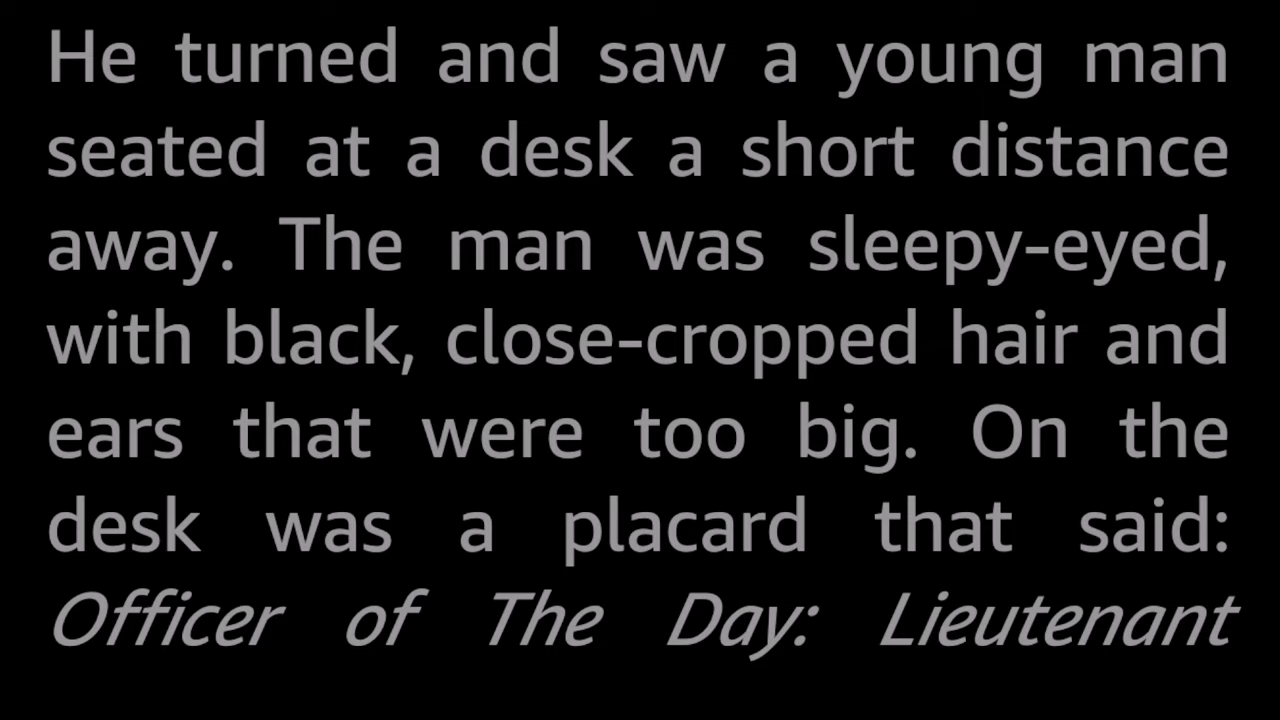 He turned and saw a young man
seated at a desk a short distance
away. The man was sleepy-eyed,
with black, close-cropped hair and
ears that were too big. On the
desk was a placard that said:
Officer of The Day: Lieutenant